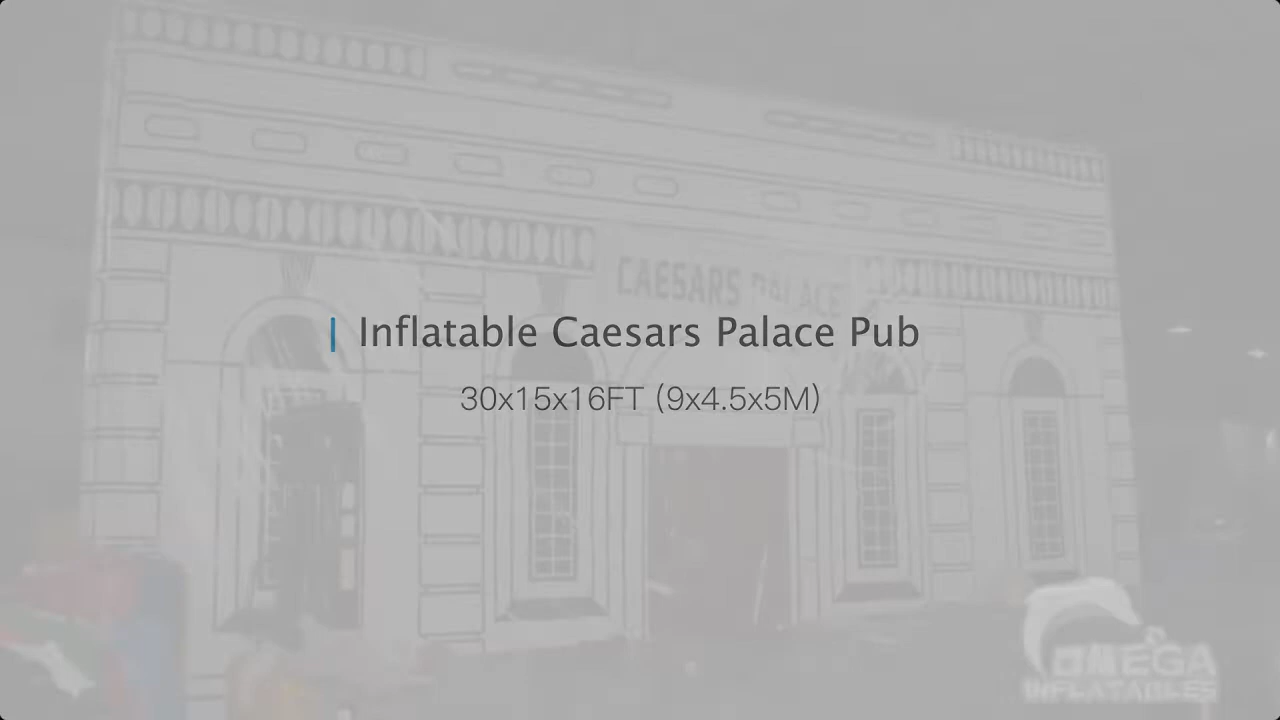 CAESARS PALACE
Inflatable Caesars Palace Pub
30x15x16FT (9x4.5x5M)
OMEGA
INFLATABLES